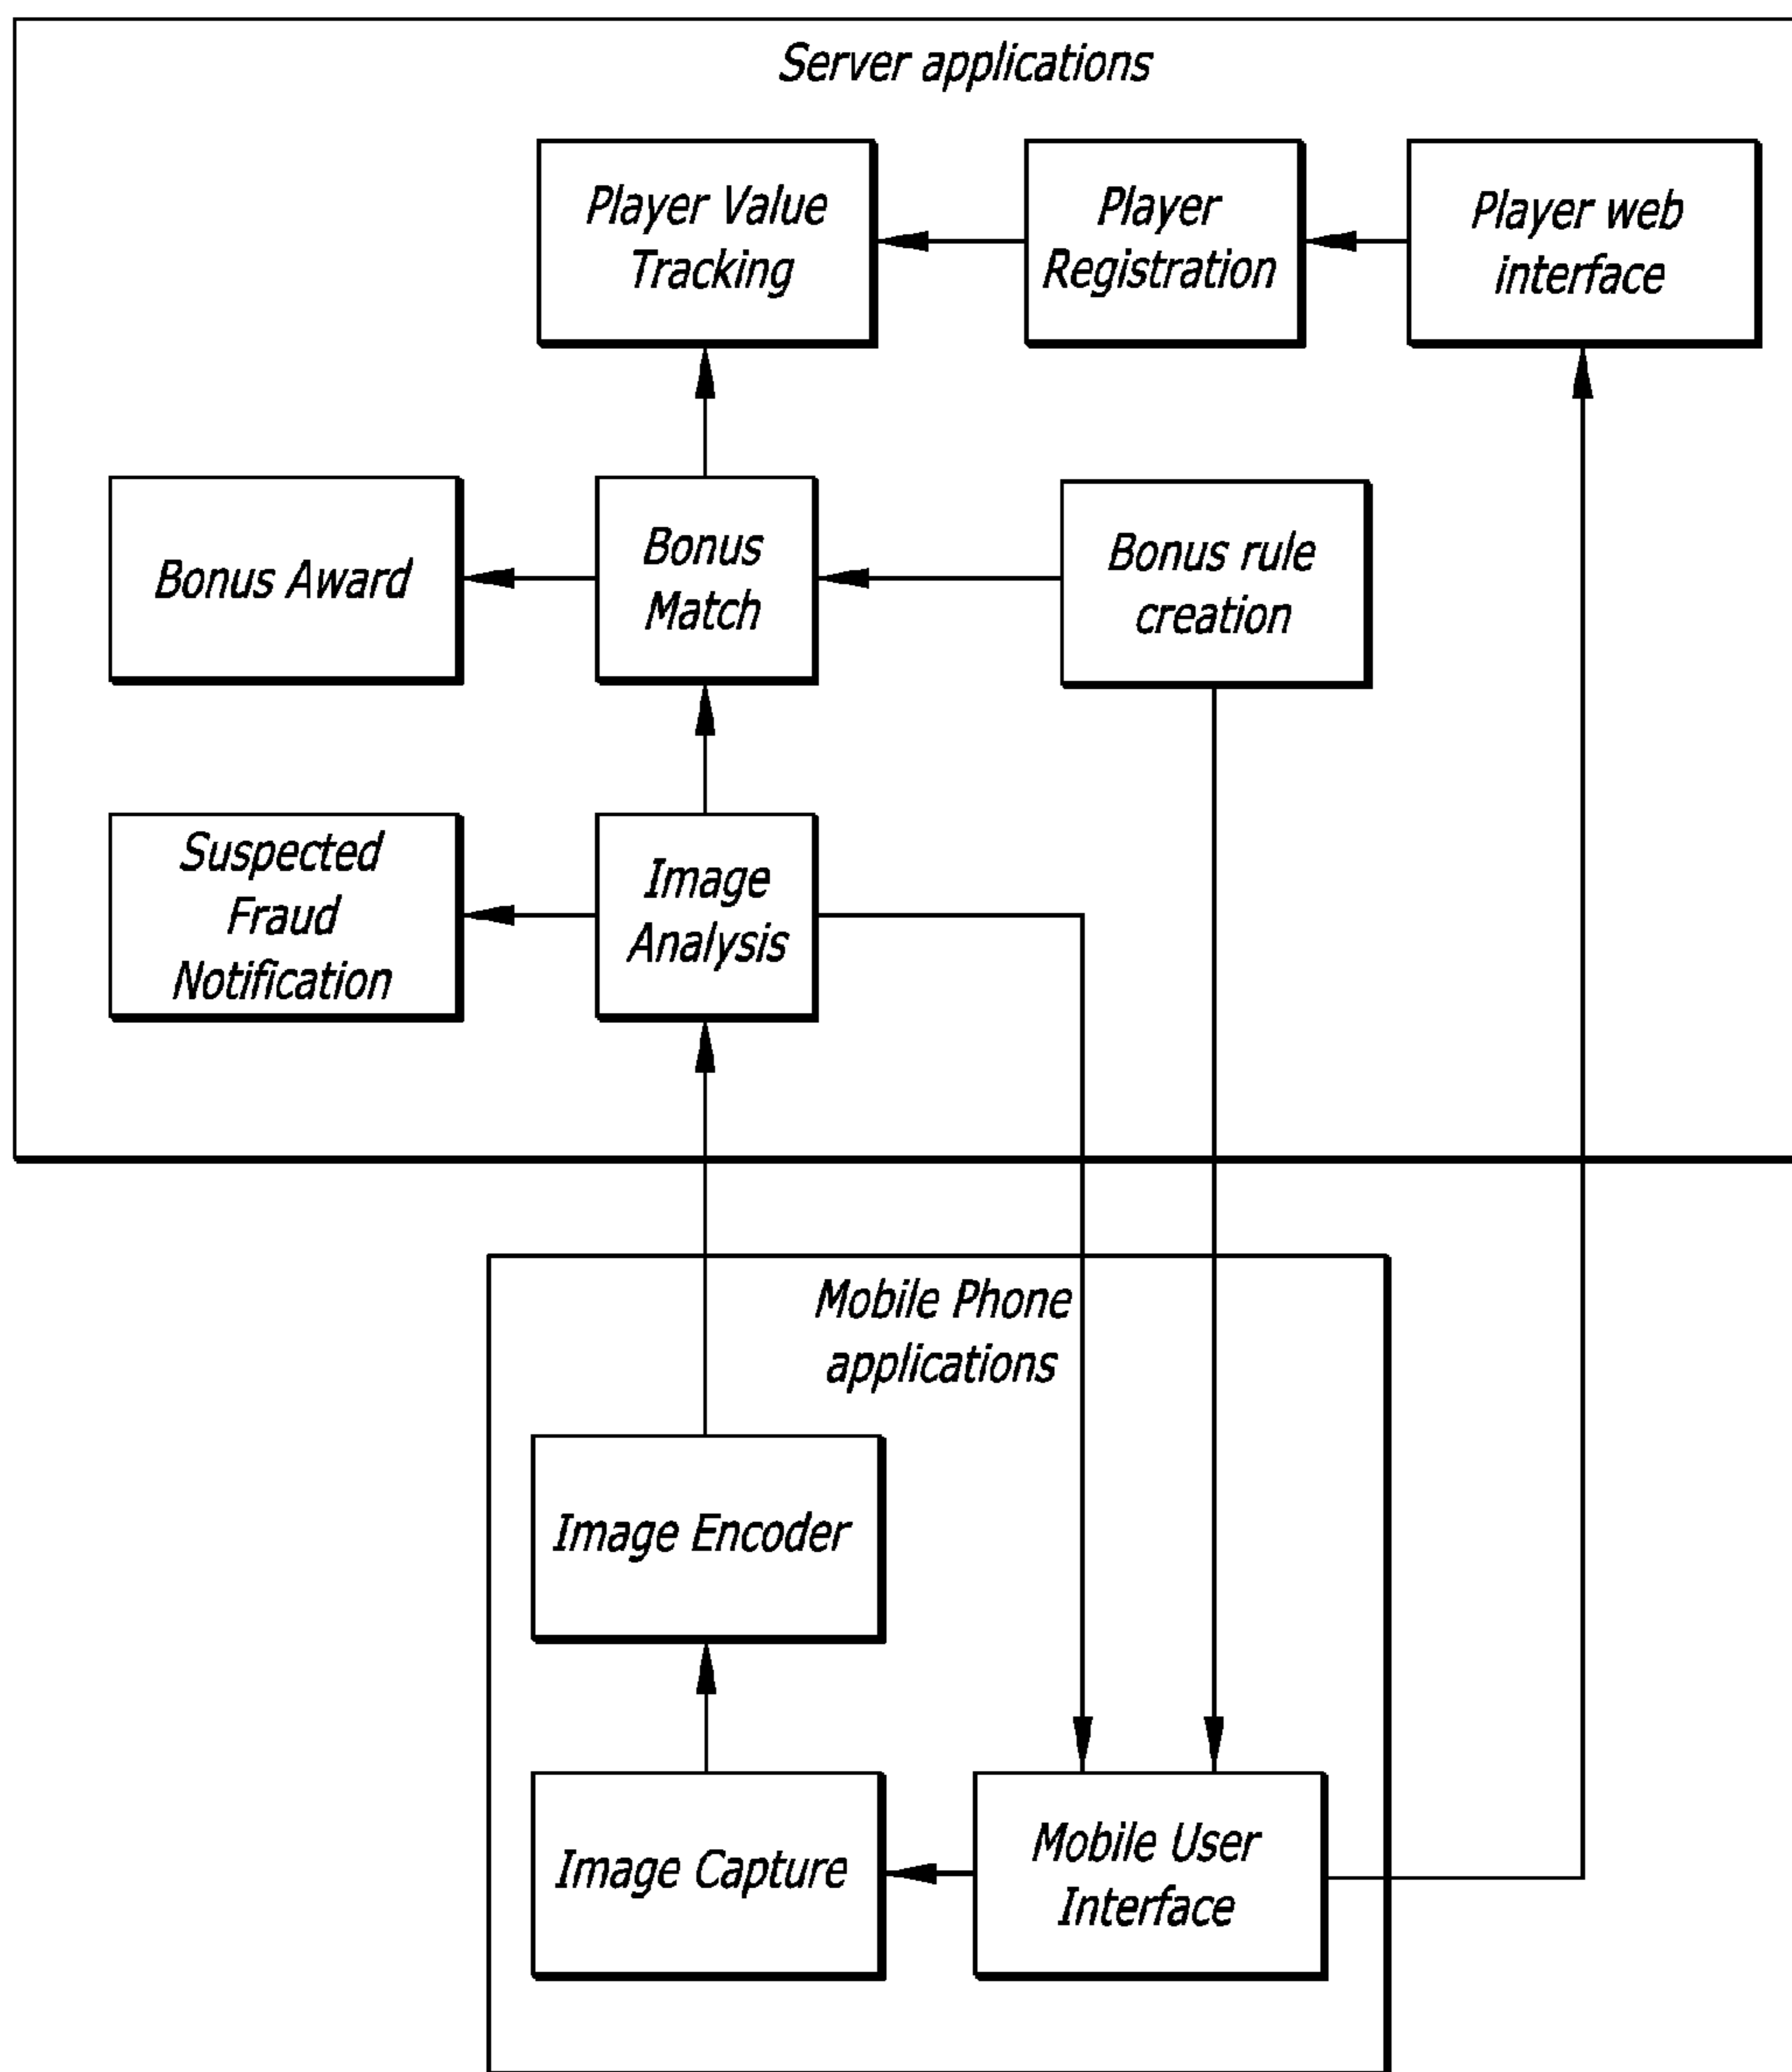 Server applications
Player Value
Tracking
Player
Registration
Player web
interface
Bonus Award
Bonus
Match
Bonus rule
creation
Suspected
Fraud
Notification
Image
Analysis
Mobile Phone
applications
Image Encoder
Image Capture
Mobile User
Interface